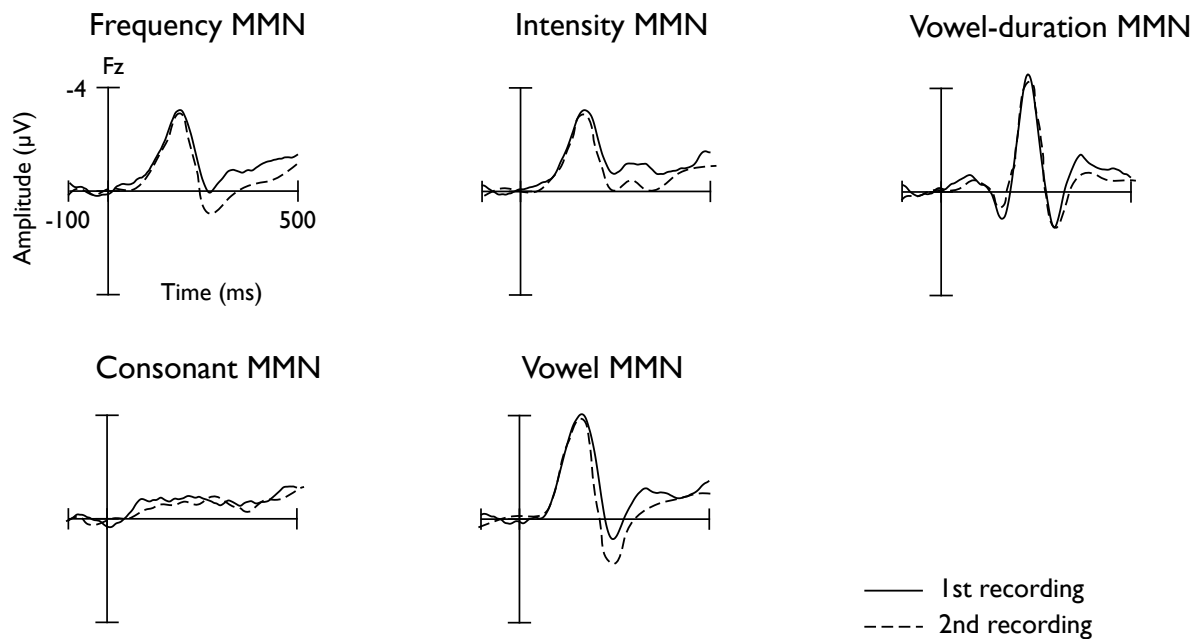 Frequency MMN
Intensity MMN
Vowel-duration MMN
Fz
-4
Amplitude (µV)
-100
500
Time (ms)
Consonant MMN
Vowel MMN
1st recording
2nd recording